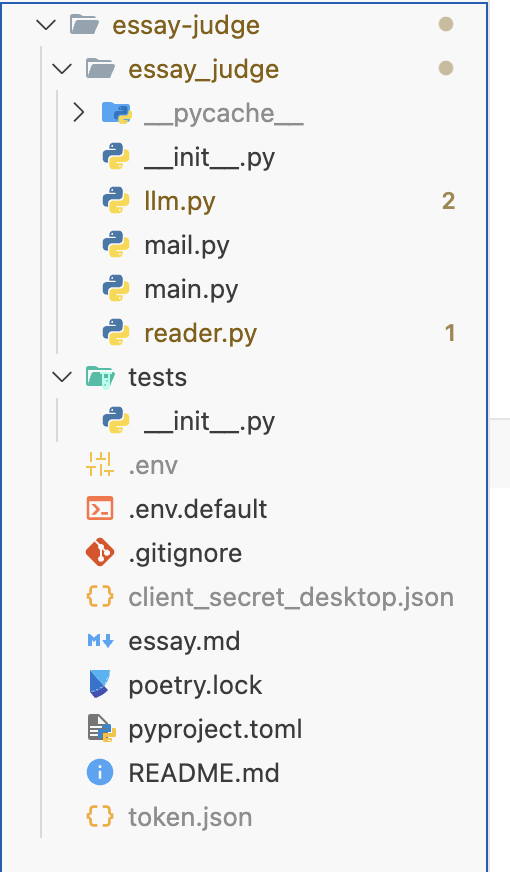 essay-judge
essay_judge
__pycache__
__init__.py
llm.py 2
mail.py
main.py
reader.py 1
tests
__init__.py
.env
.env.default
.gitignore
client_secret_desktop.json
essay.md
poetry.lock
pyproject.toml
README.md
token.json